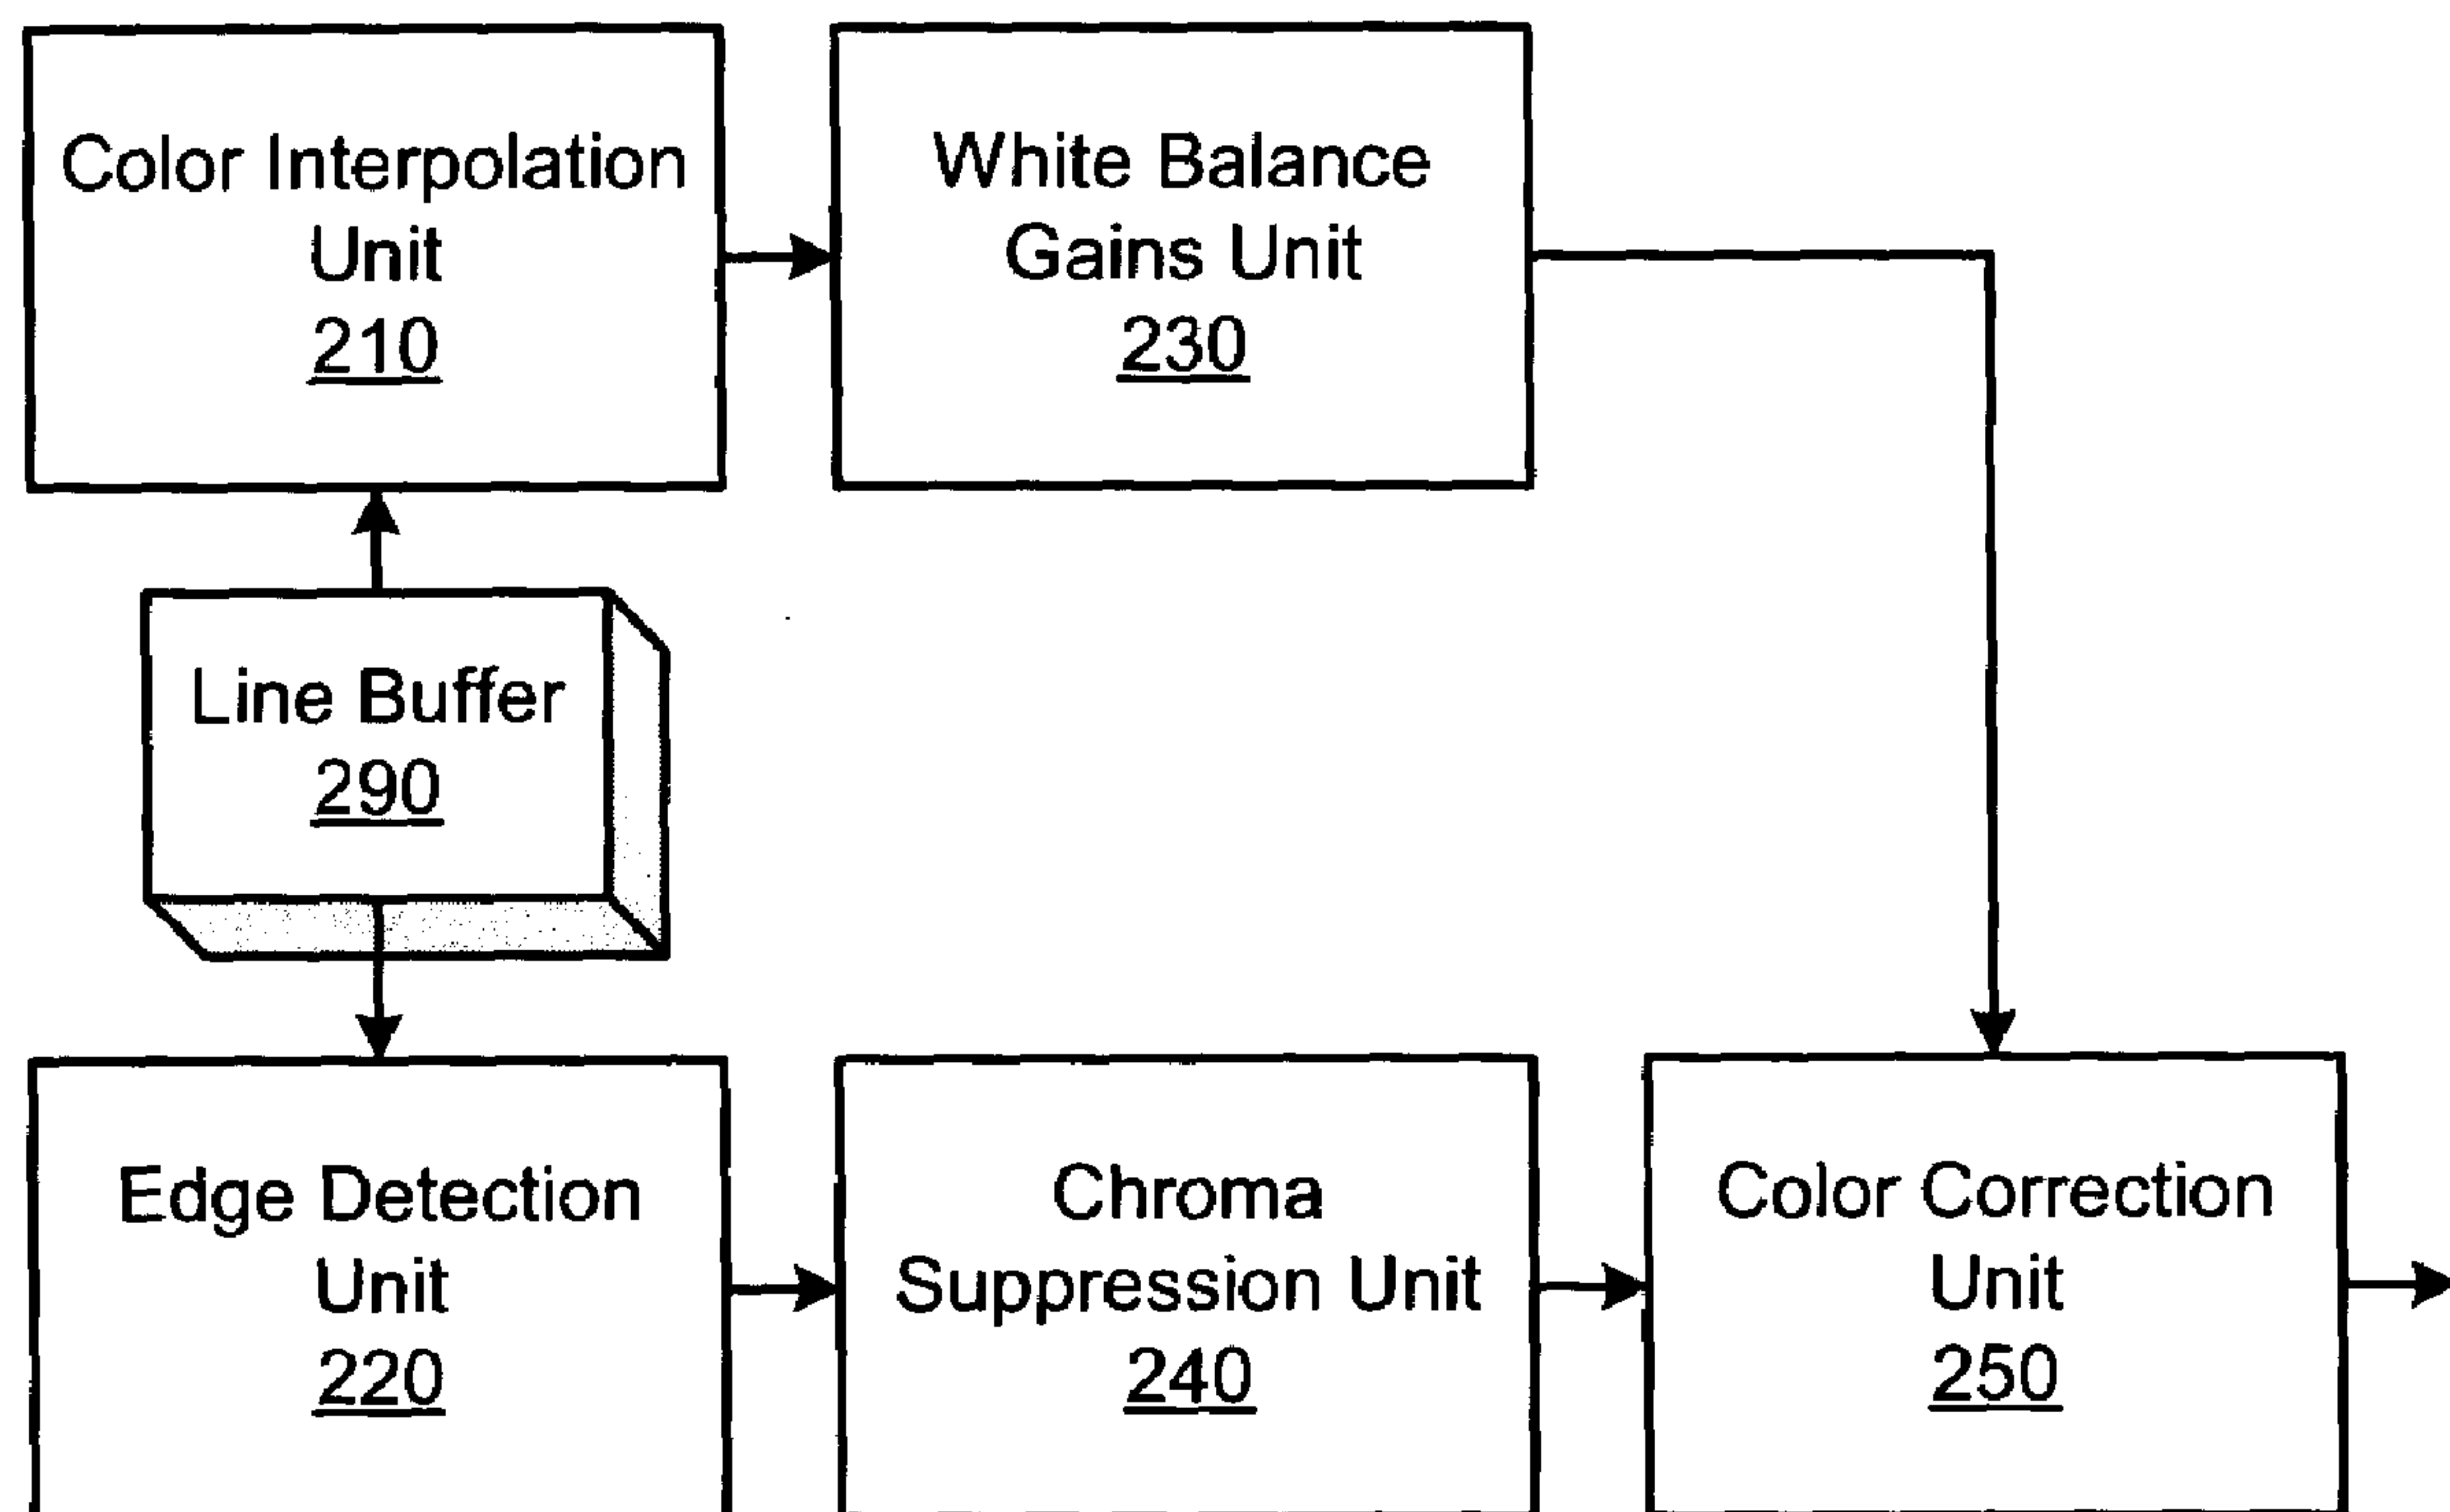 Color Interpolation
Unit
210
White Balance
Gains Unit
230
Line Buffer
290
Edge Detection
Unit
220
Chroma
Suppression Unit
240
Color Correction
Unit
250